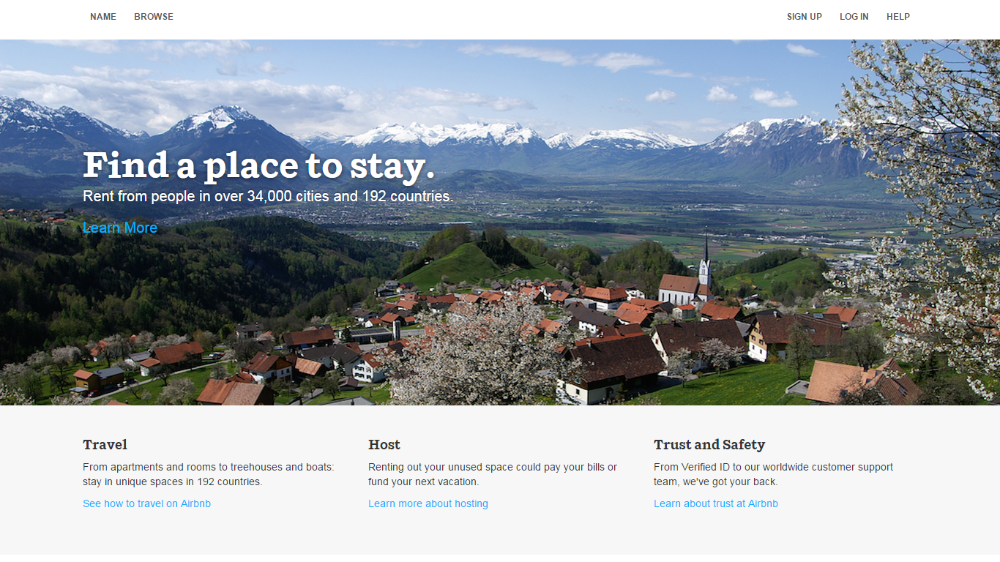 NAME BROWSE SIGN UP LOG IN HELP
Find a place to stay.
Rent from people in over 34,000 cities and 192 countries.
Learn More
Travel
From apartments and rooms to treehouses and boats:
stay in unique spaces in 192 countries.
See how to travel on Airbnb
Host
Renting out your unused space could pay your bills or
fund your next vacation.
Learn more about hosting
Trust and Safety
From Verified ID to our worldwide customer support
team, we've got your back.
Learn about trust at Airbnb